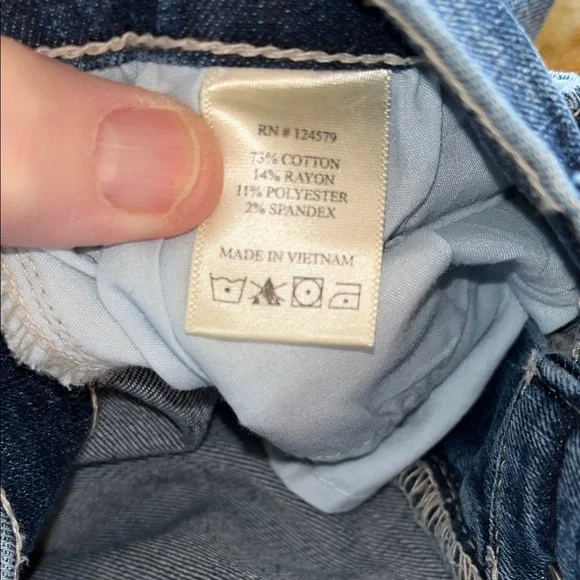 RN # 124579
73% COTTON
14% RAYON
11% POLYESTER
2% SPANDEX
MADE IN VIETNAM